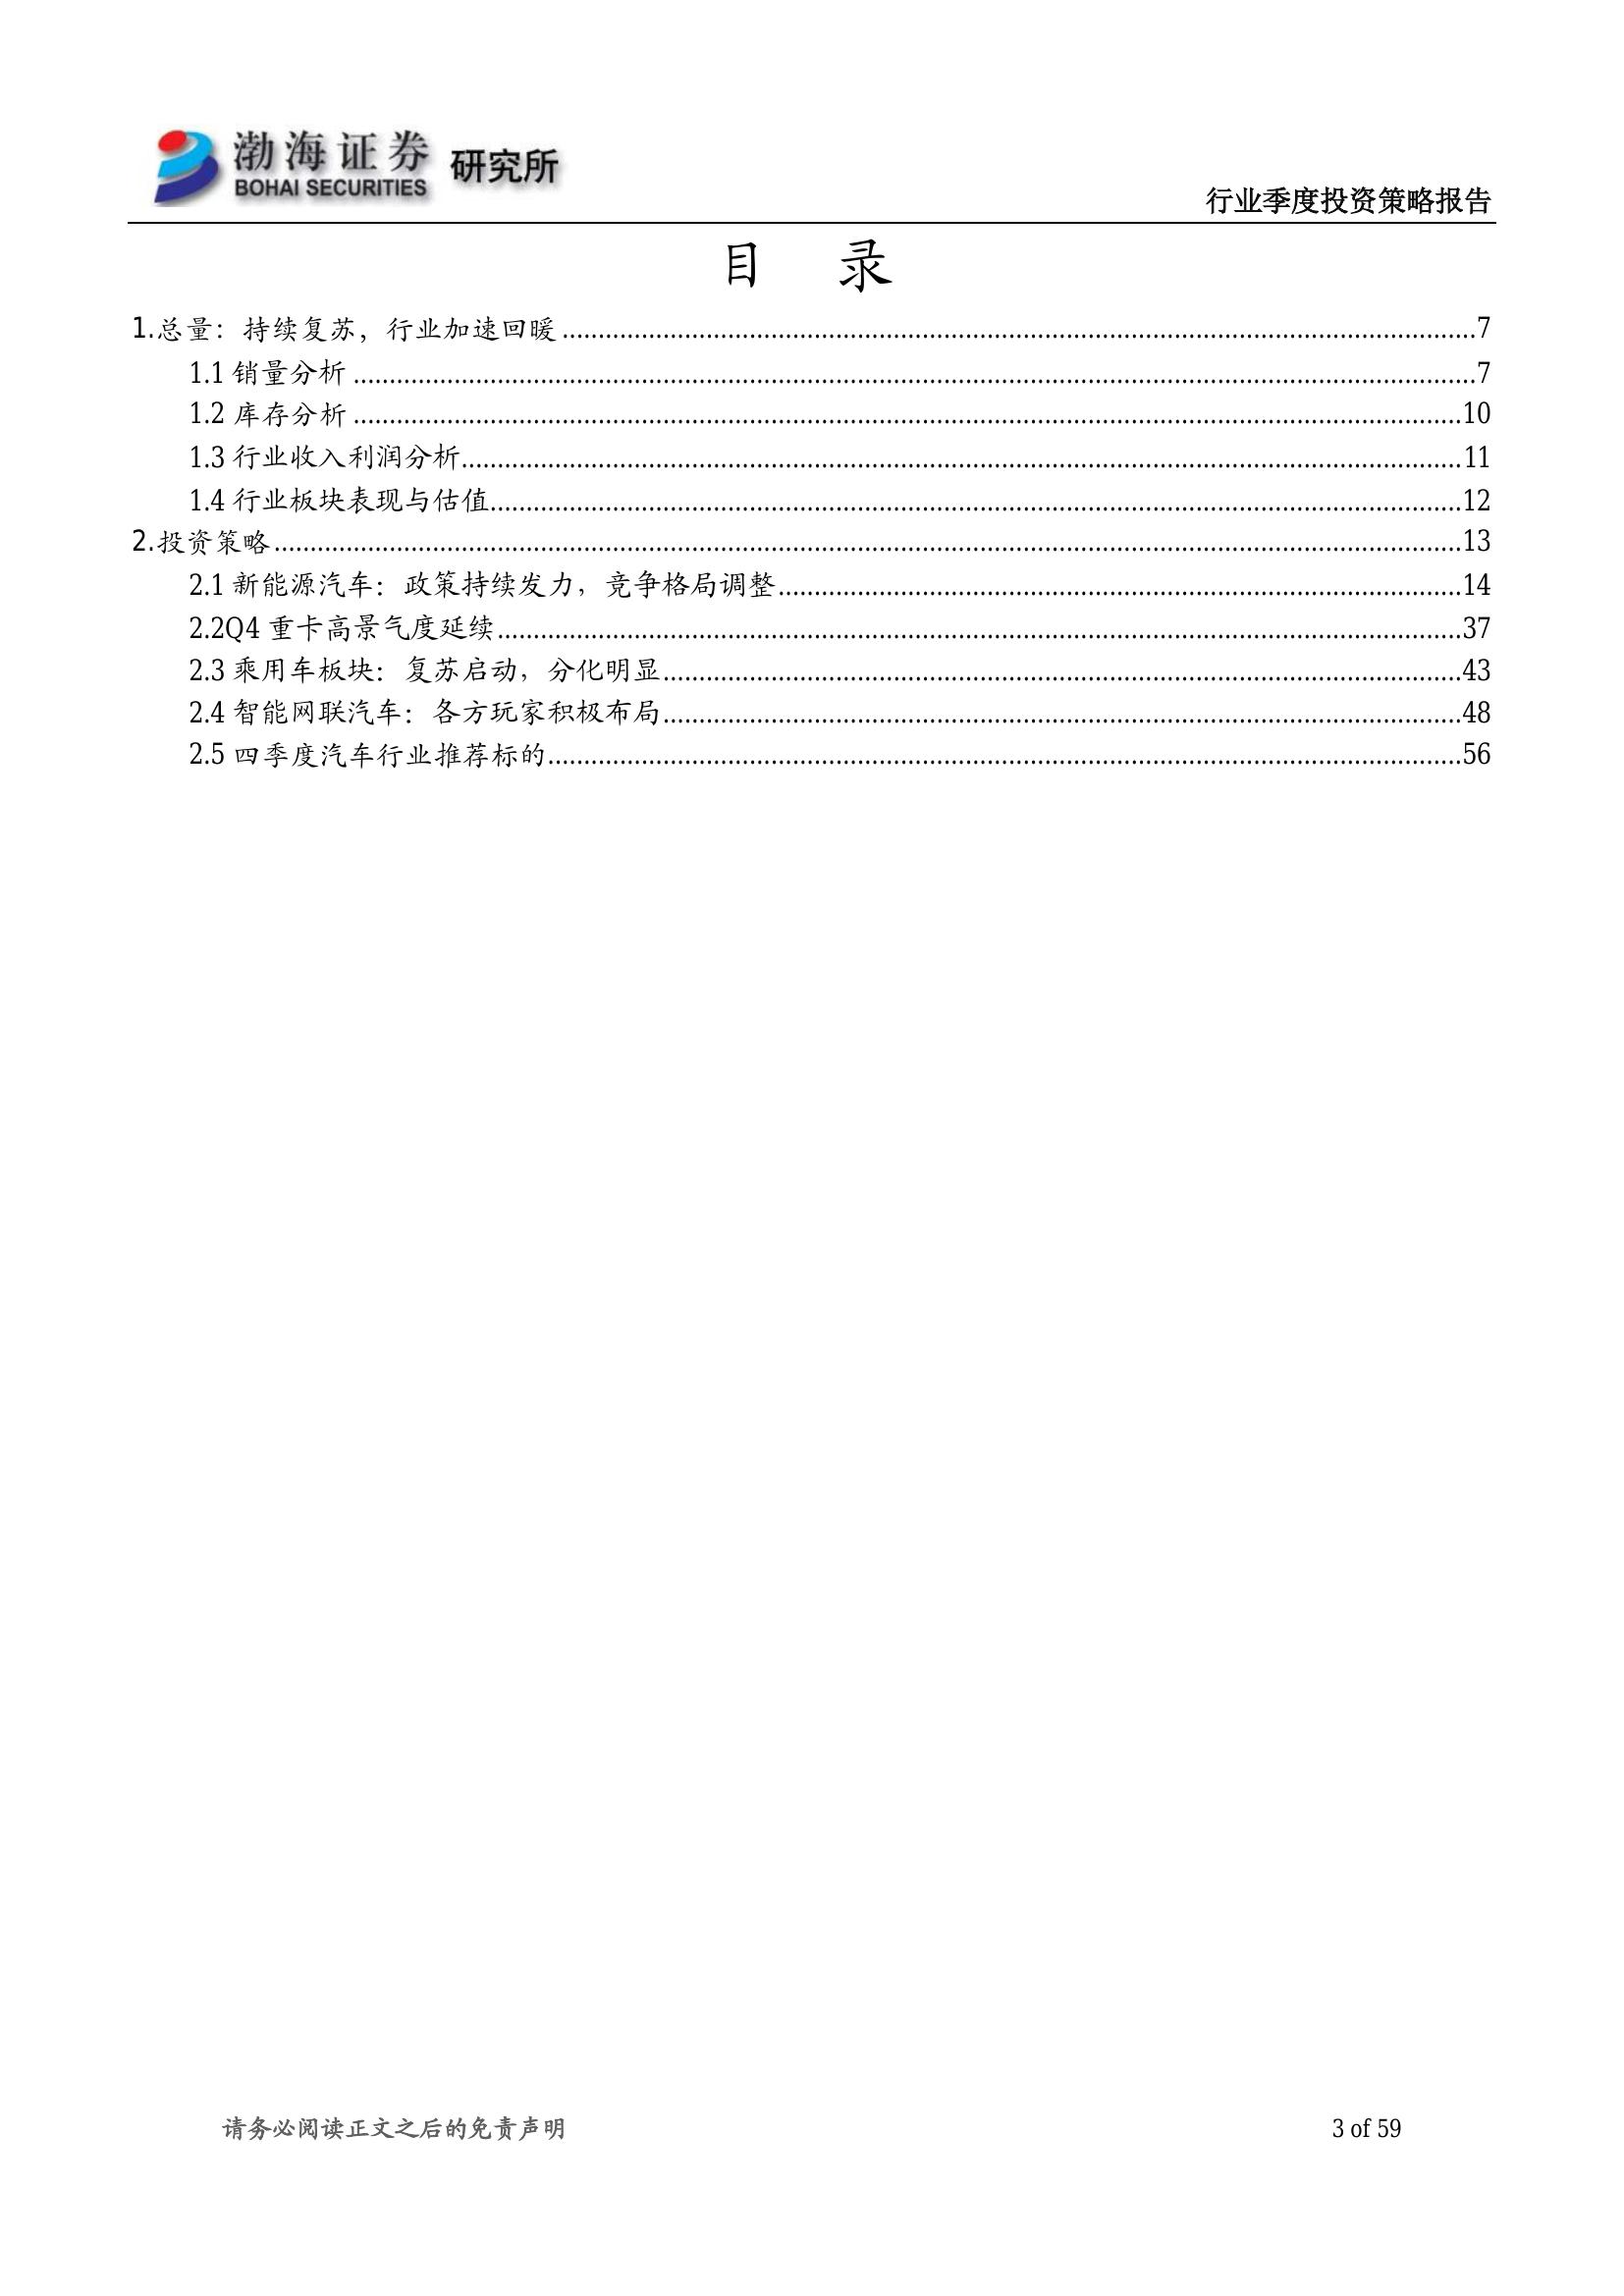 渤海证券
BOHAI SECURITIES
研究所
行业季度投资策略报告
目 录
1.总量：持续复苏，行业加速回暖........7
1.1 销量分析........7
1.2 库存分析........10
1.3 行业收入利润分析........11
1.4 行业板块表现与估值........12
2.投资策略........13
2.1 新能源汽车：政策持续发力，竞争格局调整........14
2.2Q4 重卡高景气度延续........37
2.3 乘用车板块：复苏启动，分化明显........43
2.4 智能网联汽车：各方玩家积极布局........48
2.5 四季度汽车行业推荐标的........56
请务必阅读正文之后的免责声明
3 of 59